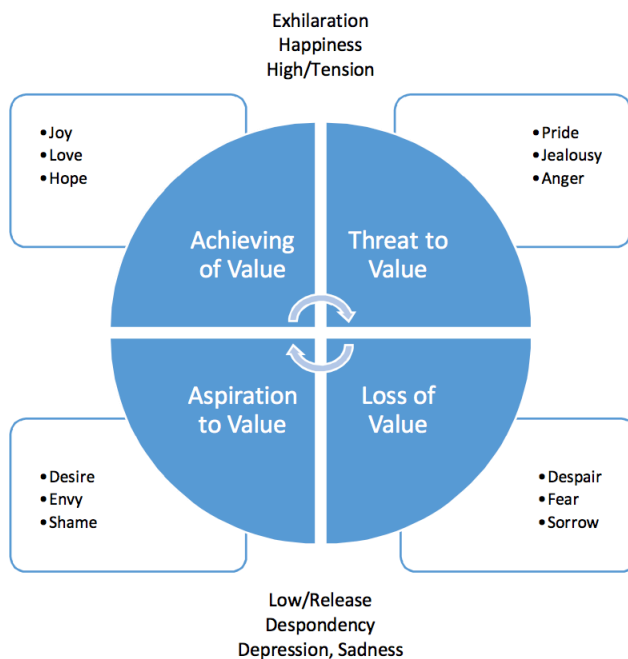 Exhilaration
Happiness
High/Tension
•Joy
•Love
•Hope
•Pride
•Jealousy
•Anger
Achieving
of Value
Threat to
Value
Aspiration
to Value
Loss of
Value
•Desire
•Envy
•Shame
•Despair
•Fear
•Sorrow
Low/Release
Despondency
Depression, Sadness